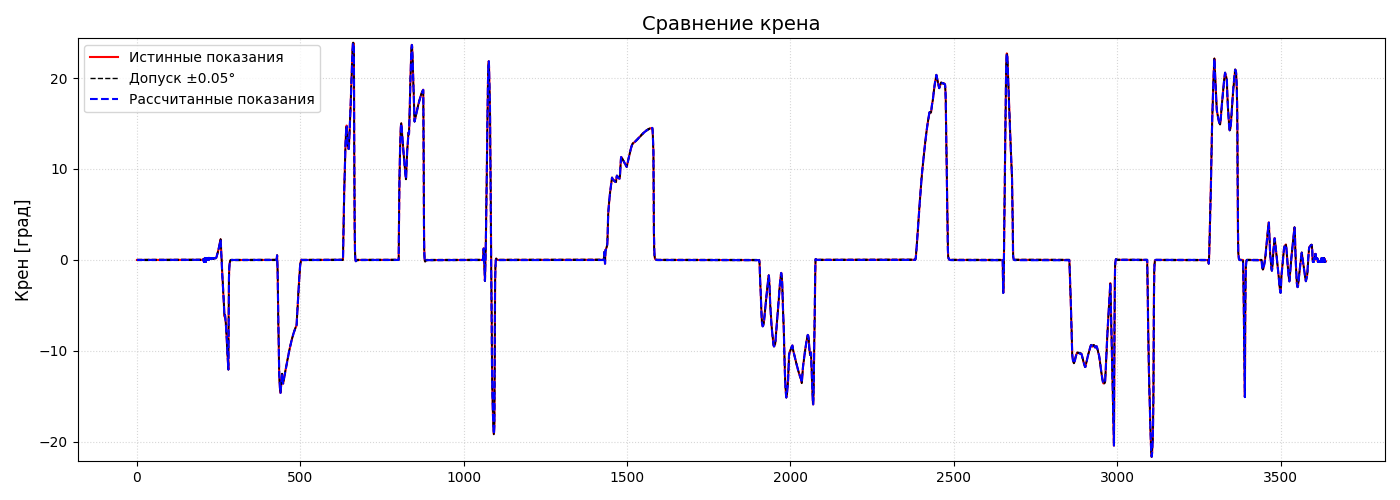 Сравнение крена
Истинные показания
Допуск ±0.05°
Рассчитанные показания
Крен [град]
20
10
0
−10
−20
0 500 1000 1500 2000 2500 3000 3500